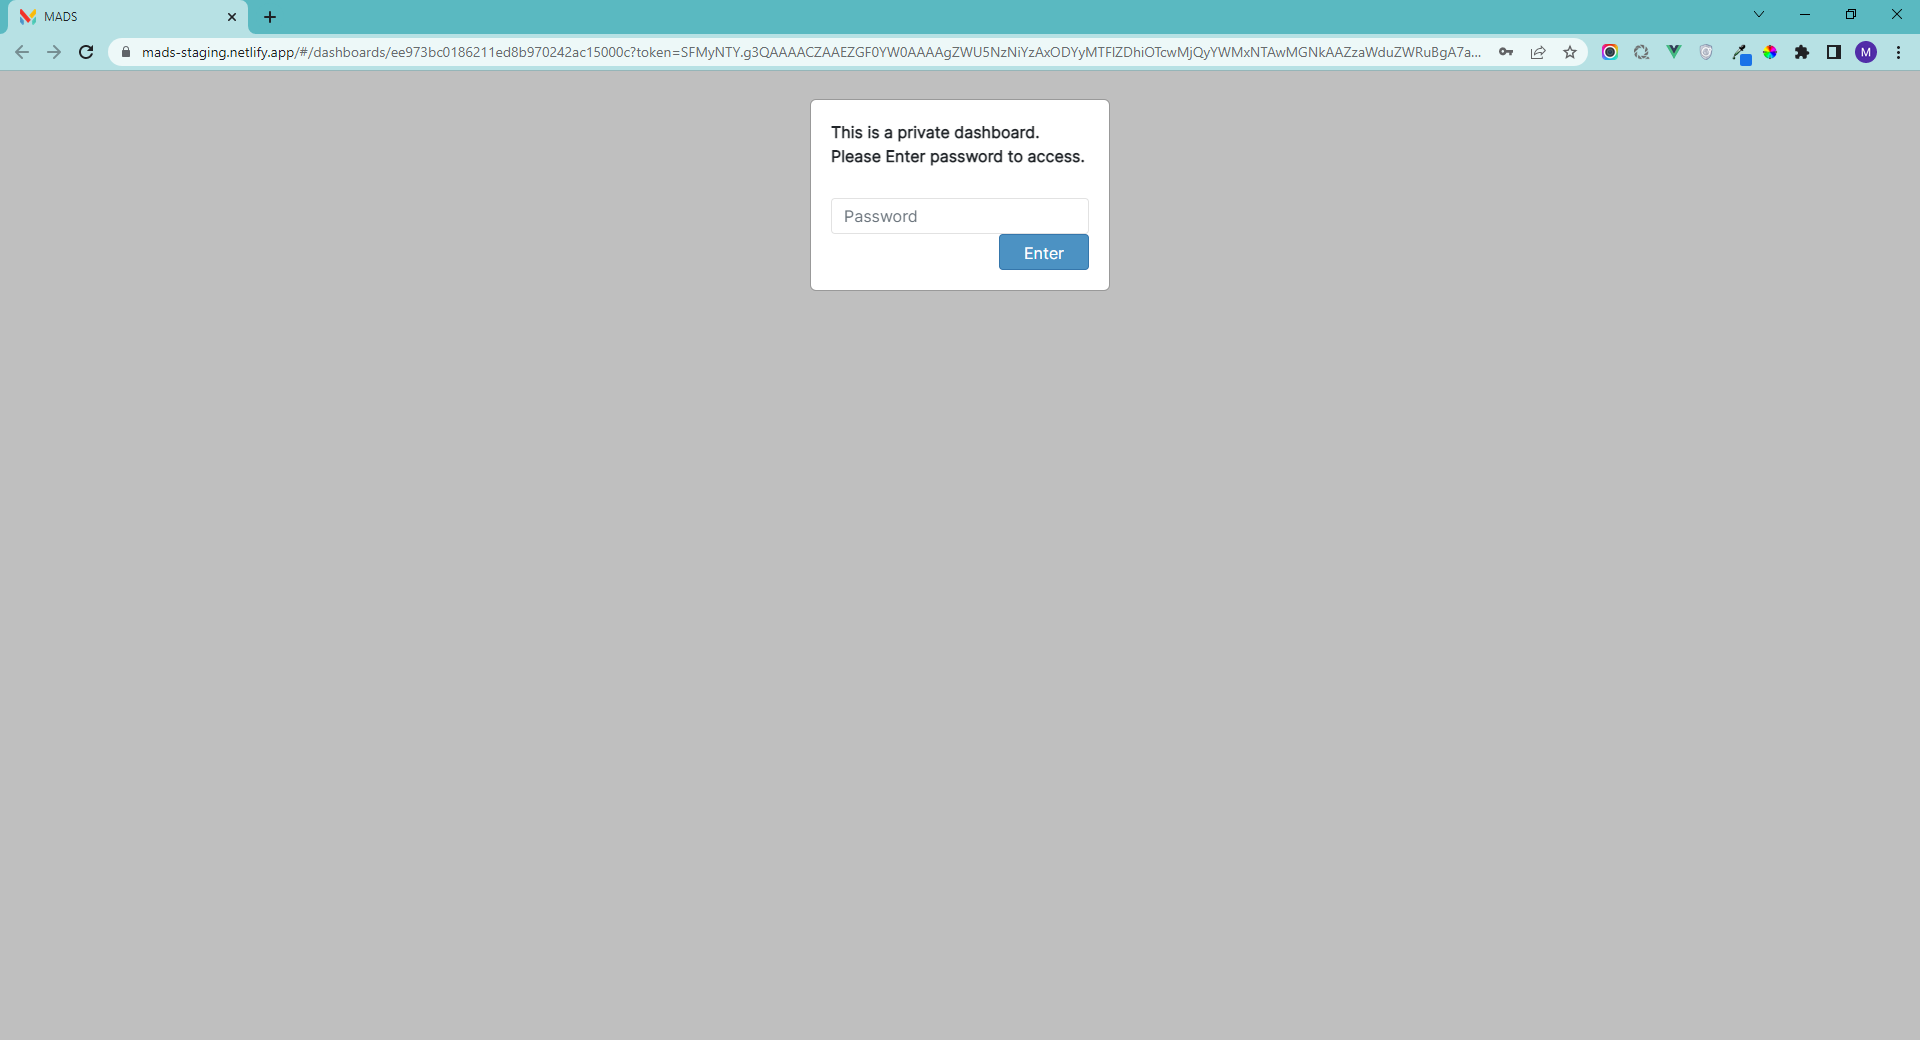 MADS
mads-staging.netlify.app/#/dashboards/ee973bc0186211ed8b970242ac15000c?token=SFMyNTY.g3QAAAACZAAEZGF0YW0AAAAgZWU5NzNiYzAxODYyMTFlZDhiOTcwMjQyYWMxNTAwMGNkAAZzaWduZWRuBgA7a...
M
This is a private dashboard.
Please Enter password to access.
Password
Enter